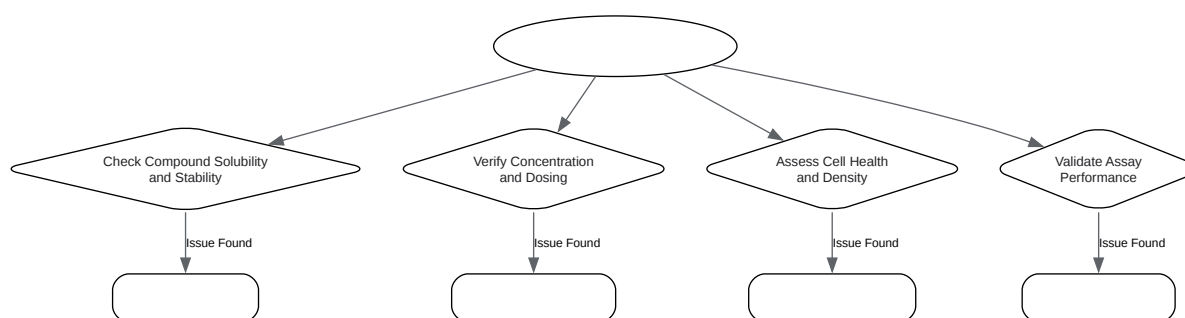 Check Compound Solubility
and Stability
Verify Concentration
and Dosing
Assess Cell Health
and Density
Validate Assay
Performance
Issue Found
Issue Found
Issue Found
Issue Found